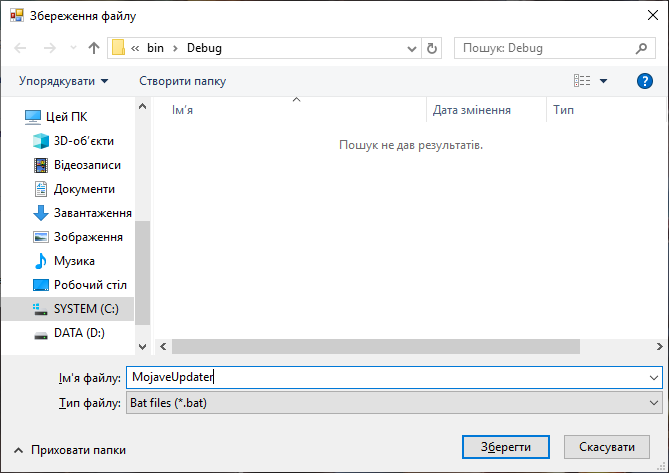 Збереження файлу
bin Debug
Пошук: Debug
Упорядкувати Створити папку
Ім'я Дата змінення Тип
Пошук не дав результатів.
Цей ПК
3D-об'єкти
Відеозаписи
Документи
Завантаження
Зображення
Музика
Робочий стіл
SYSTEM (C:)
DATA (D:)
Ім'я файлу: MojaveUpdater
Тип файлу: Bat files (*.bat)
Приховати папки Зберегти Скасувати